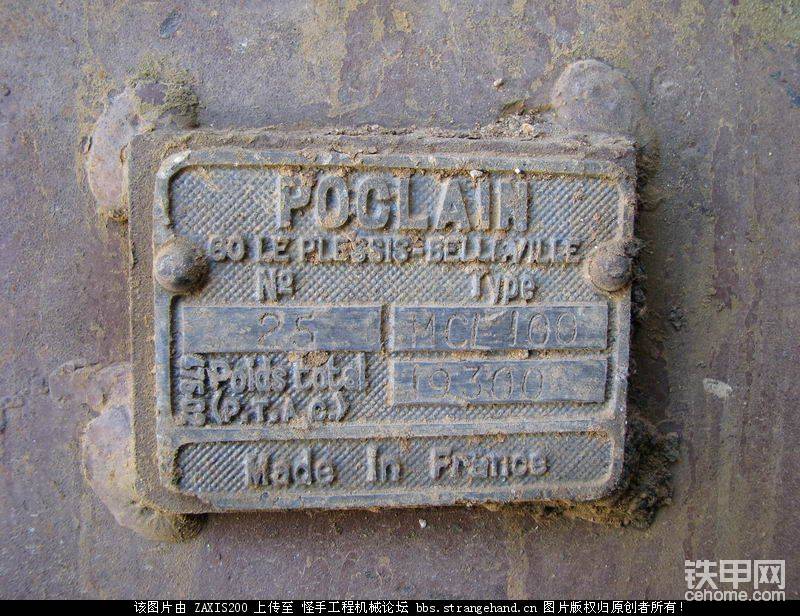 POCLAIN
60 LE PLESSIS-BELLEVILLE
Nº Type
25 MCL 100
Poids total 19300
(P.T.A.C.)
Made In France
铁甲网
cehome.com
该图片由 ZAXIS200 上传至 怪手工程机械论坛 bbs.strangehand.cn 图片版权归原创者所有!